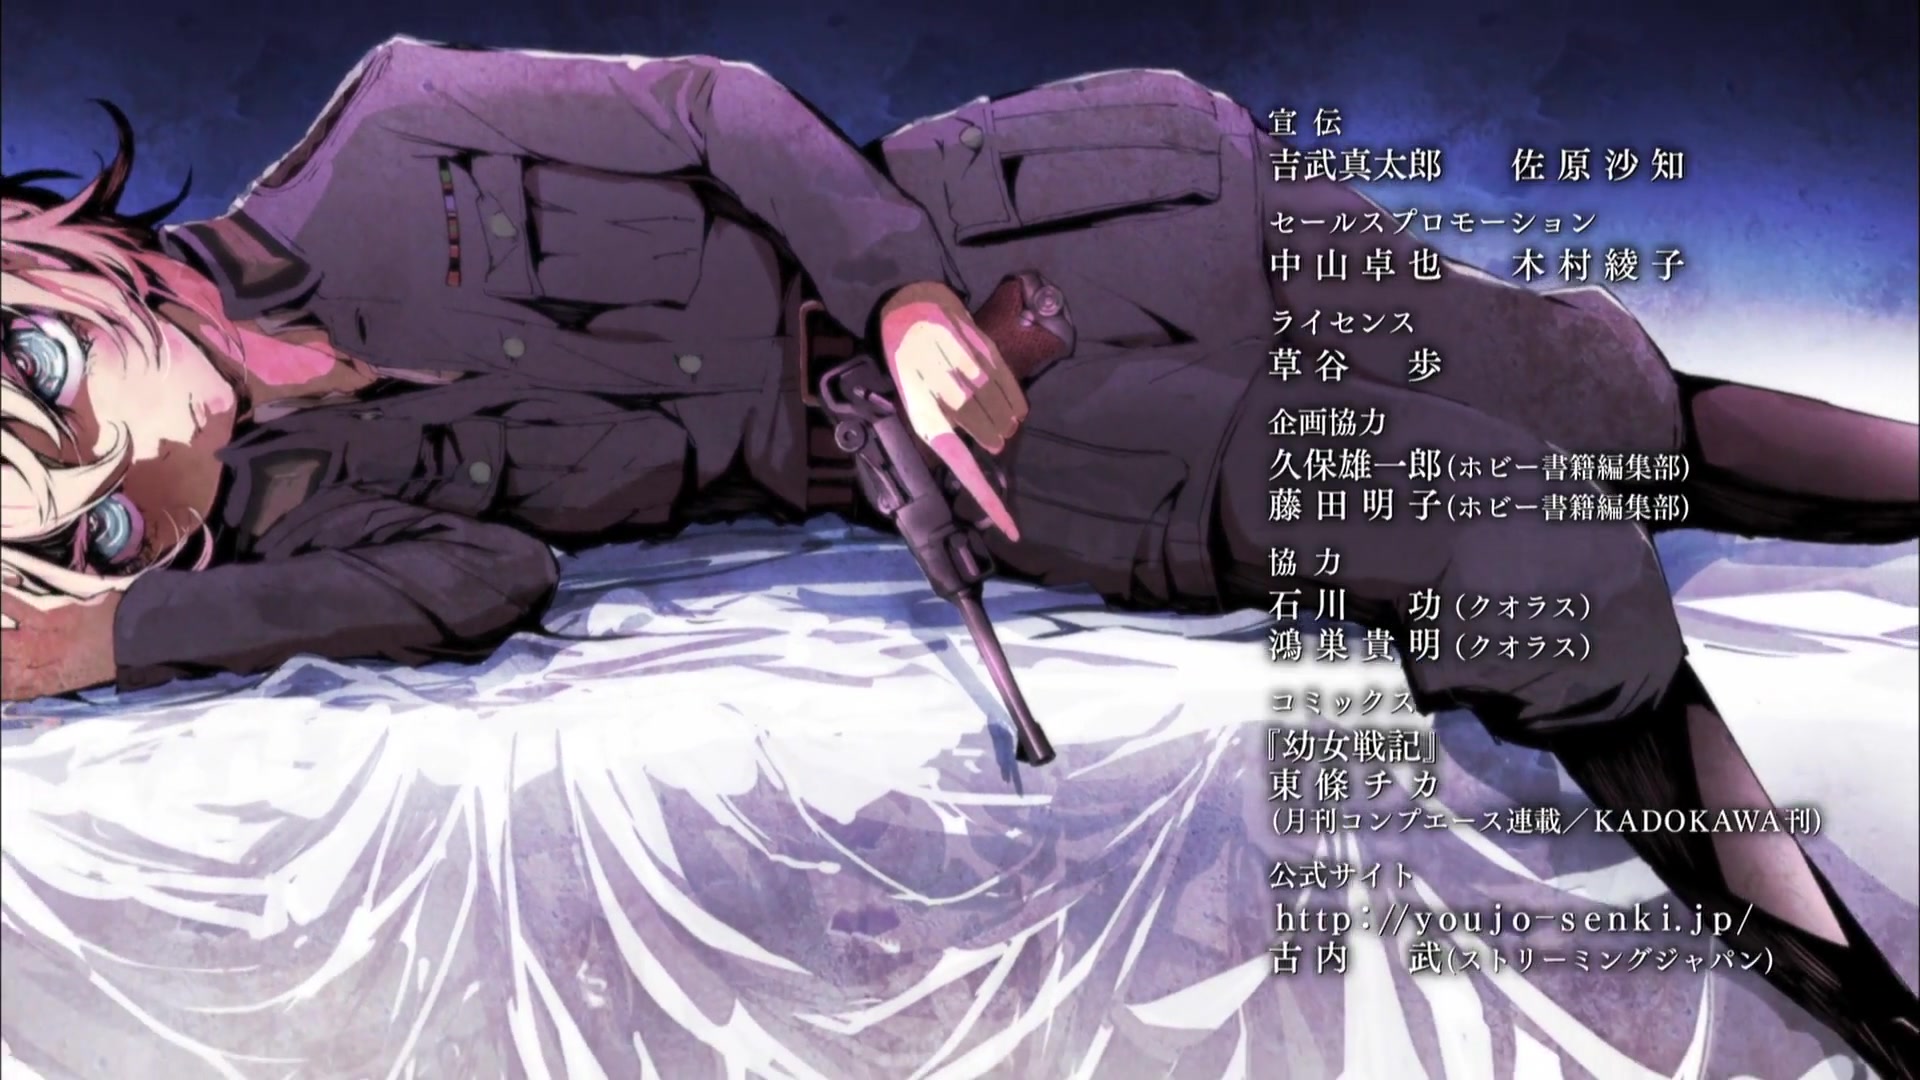 宣伝
吉武真太郎 佐原沙知
セールスプロモーション
中山卓也 木村綾子
ライセンス
草谷 歩
企画協力
久保雄一郎(ホビー書籍編集部)
藤田明子(ホビー書籍編集部)
協力
石川 功(クオラス)
鴻巣貴明(クオラス)
コミックス
『幼女戦記』
東條チカ
(月刊コンプエース連載／KADOKAWA刊)
公式サイト
http://youjo-senki.jp/
古内 武(ストリーミングジャパン)